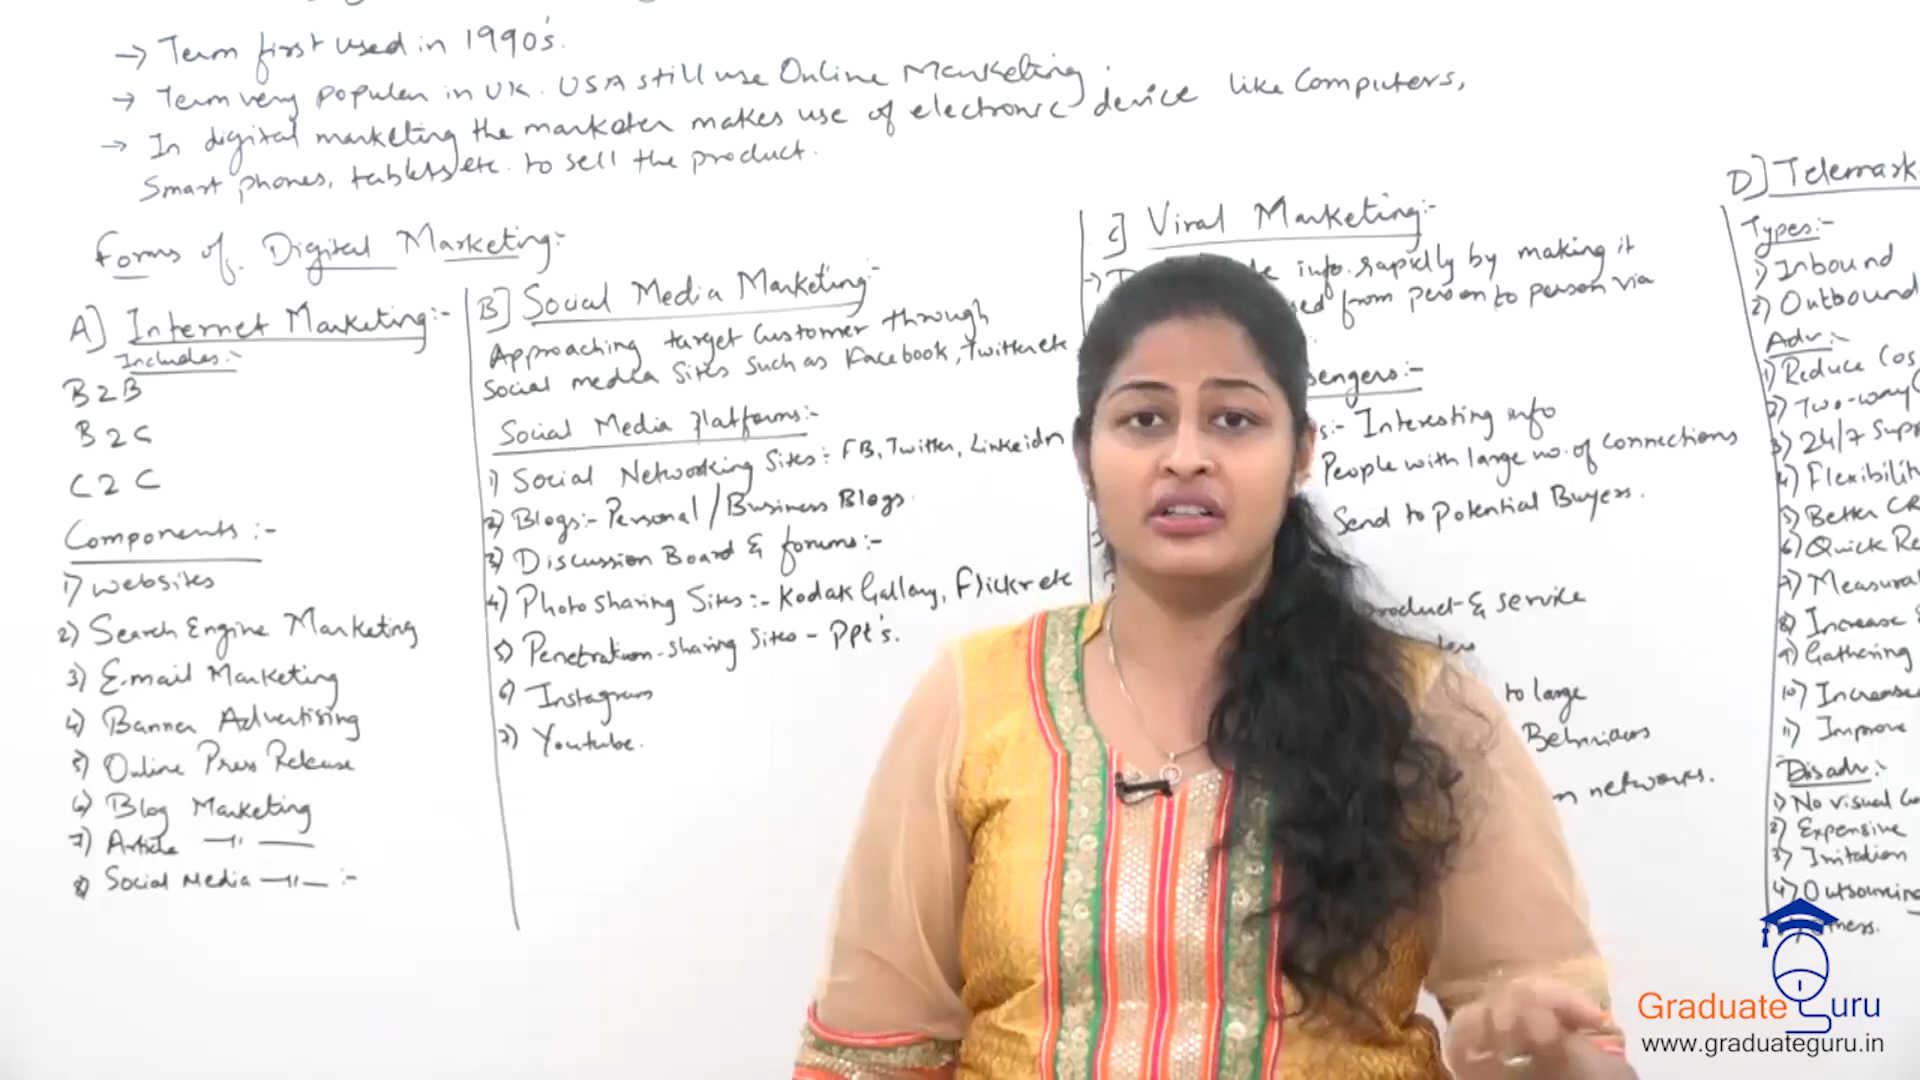 → Term first used in 1990's.
→ Term very popular in UK. USA still use Online Marketing.
→ In digital marketing the marketer makes use of electronic device like Computers,
Smart phones, tablets etc. to sell the product.
Forms of Digital Marketing:-
A] Internet Marketing:-
Includes:-
B2B
B2C
C2C
Components:-
1) Websites
2) Search Engine Marketing
3) E-mail Marketing
4) Banner Advertising
5) Online Press Release
6) Blog Marketing
7) Article —"—
8) Social Media —"— :-
B] Social Media Marketing:-
Approaching target Customer through
Social media Sites Such as Facebook, Twitter etc
Social Media Platforms:-
1) Social Networking Sites:- FB, Twitter, Linkeidn
2) Blogs:- Personal/Business Blogs
3) Discussion Board & forums:-
4) Photo sharing Sites:- Kodak Gallary, Flickr etc
5) Penetration-sharing Sites - PPt's.
6) Instagram
7) Youtube.
C] Viral Marketing:-
info. rapidly by making it
from person to person via
Interesting info
People with large no. of Connections
Send to Potential Buyers.
product & service
to large
Behaviours
networks.
D] Telemark
Types:-
1) Inbound
2) Outbound
Adv:-
1) Reduce Cos
2) Two-way
3) 24/7 Supp
4) Flexibility
5) Better CR
6) Quick Re
7) Measura
8) Increase
9) Gathering
10) Increase
11) Improve
Disadv:-
1) No visual
2) Expensive
3) Irritation
4) Outsourcing
Graduate Guru
www.graduateguru.in